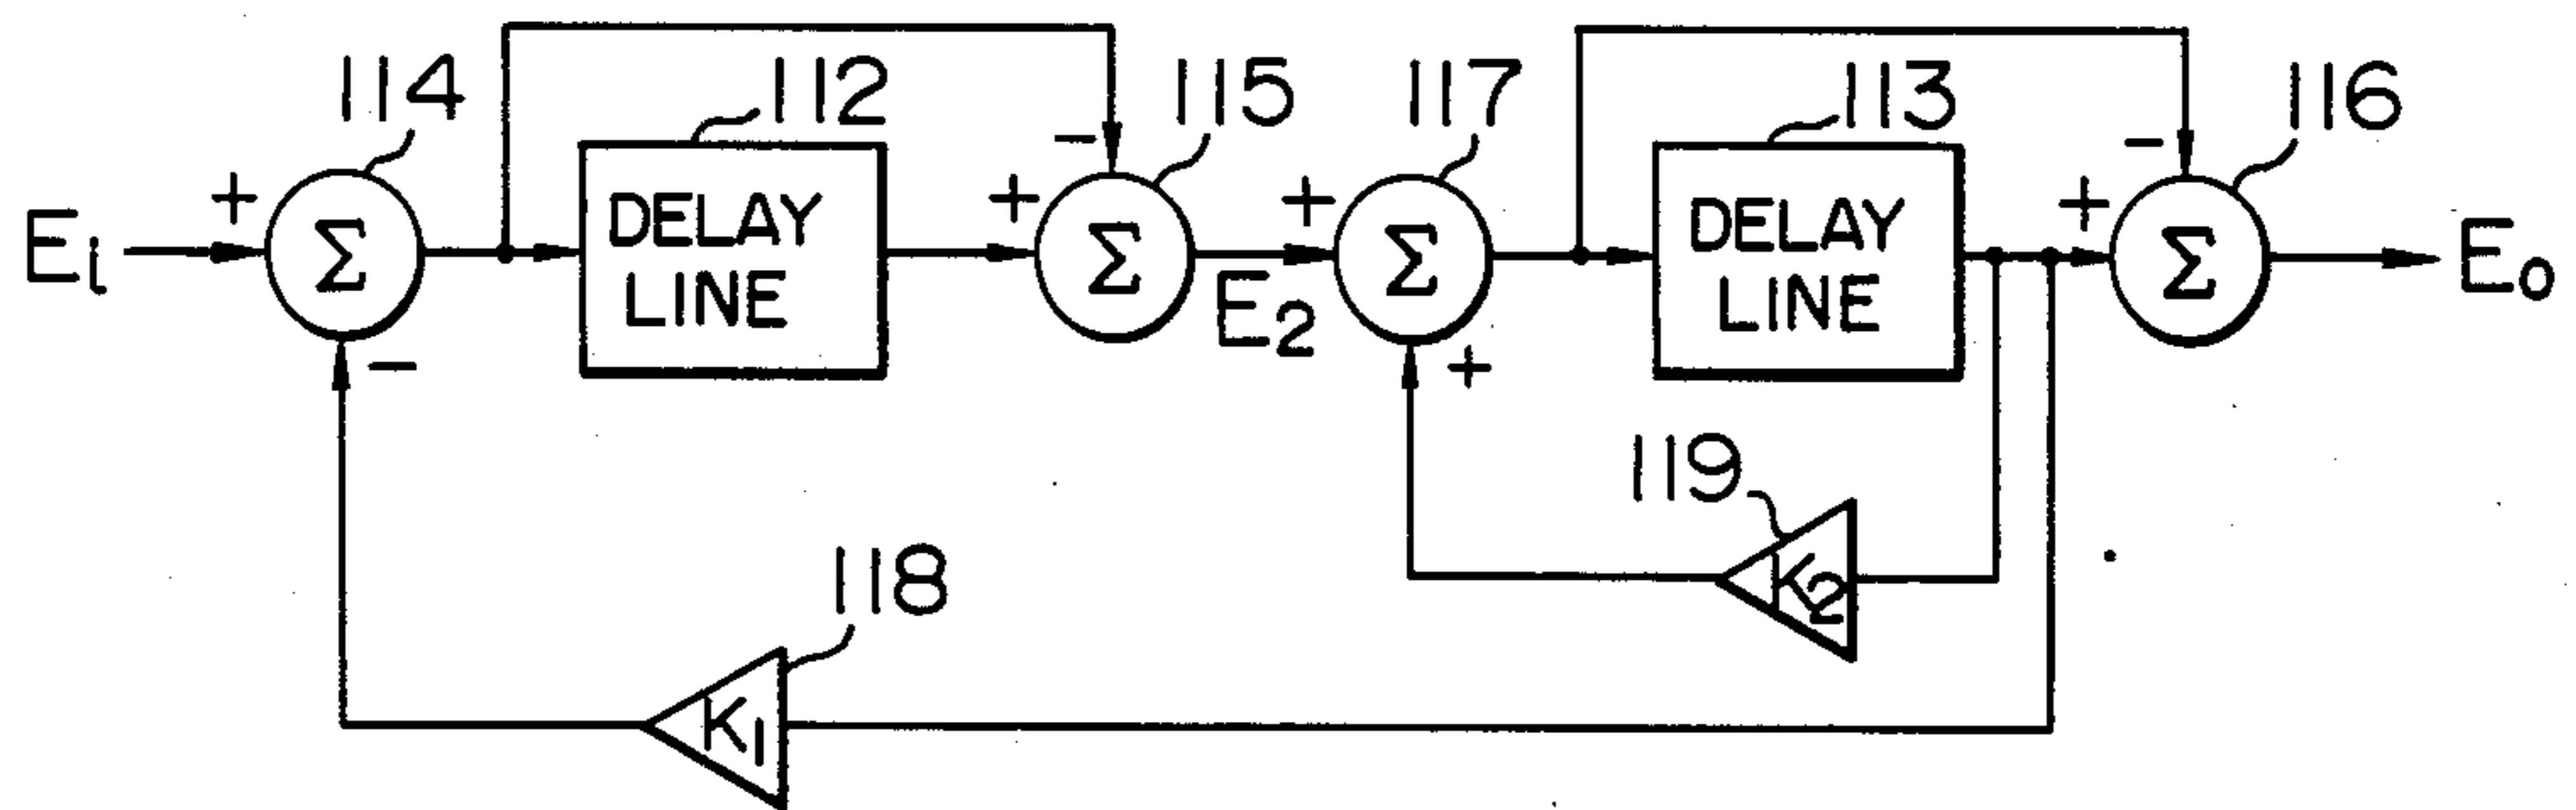 114
112
115
117
113
116
+
-
+
+
-
+
Ei
Σ
DELAY
LINE
Σ
E2
Σ
DELAY
LINE
Σ
Eo
-
+
119
K2
118
K1